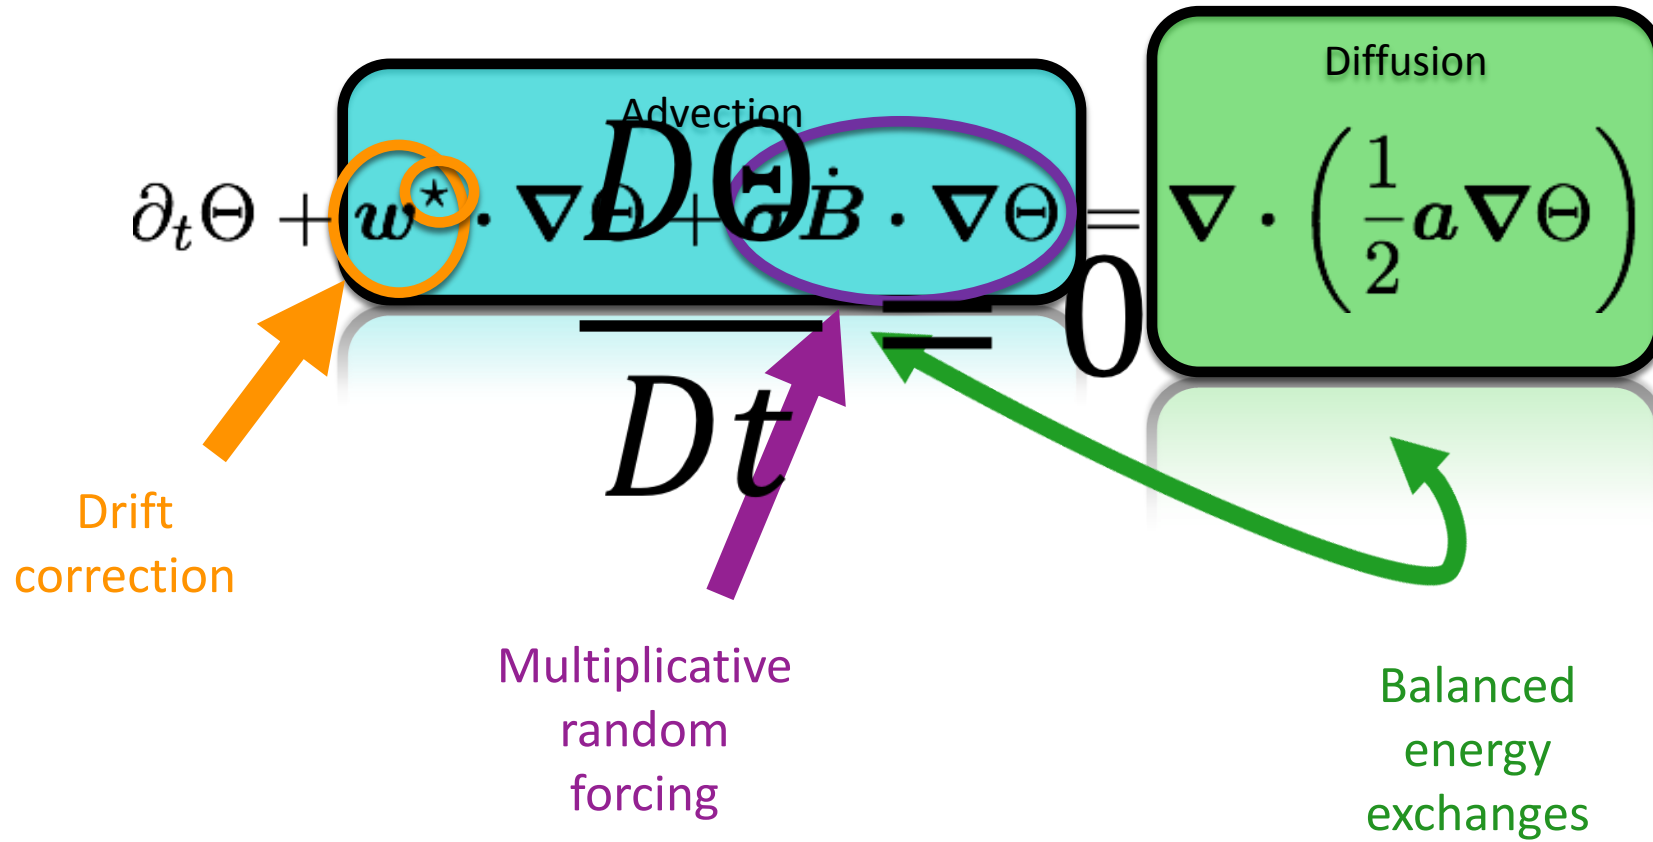 Advection
Diffusion
∂ₜΘ + w⋆ · ∇Θ + σḂ · ∇Θ = ∇ · (1/2 a∇Θ)
DΘ/Dt = 0
Drift
correction
Multiplicative
random
forcing
Balanced
energy
exchanges